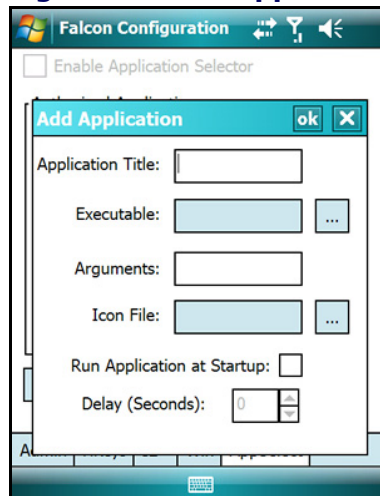 Falcon Configuration
Enable Application Selector
Add Application
ok
Application Title:
Executable:
...
Arguments:
Icon File:
...
Run Application at Startup:
Delay (Seconds):
0